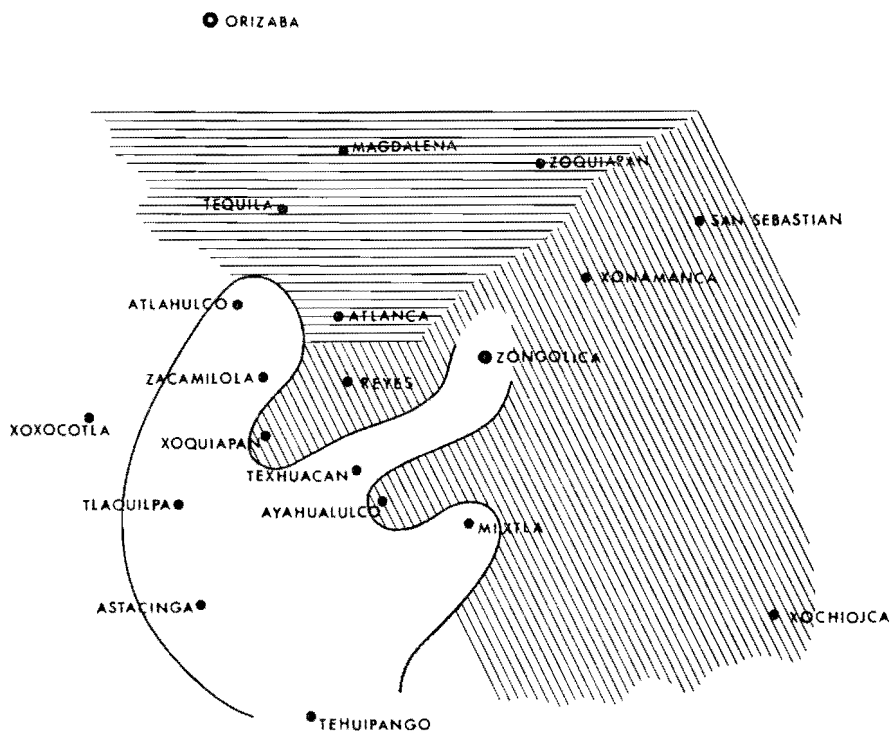 ORIZABA
MAGDALENA
ZOQUIAPAN
TEQUILA
SAN SEBASTIAN
XONAMANCA
ATLAHUILCO
ATLANCA
ZONGOLICA
ZACAMILOLA
REYES
XOXOCOTLA
XOQUIAPAN
TEXHUACAN
TLAQUILPA
AYAHUALULCO
MIXTLA
ASTACINGA
XOCHIOJCA
TEHUIPANGO